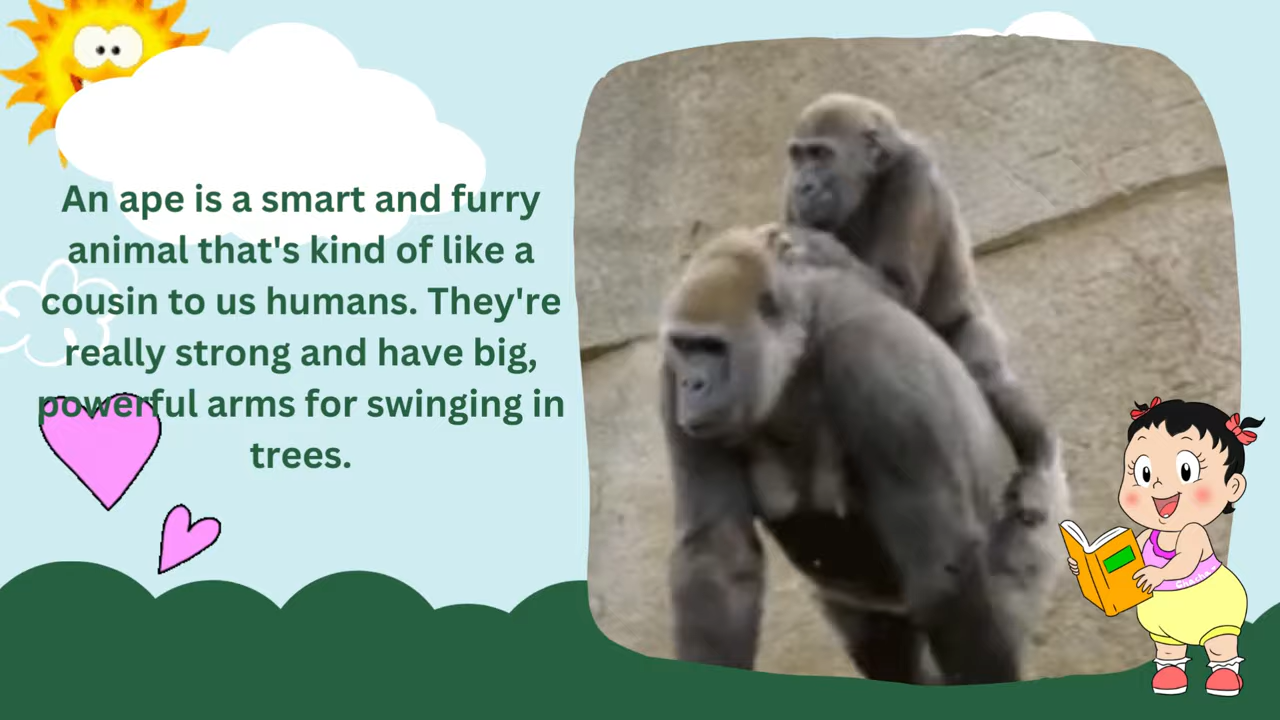 An ape is a smart and furry
animal that's kind of like a
cousin to us humans. They're
really strong and have big,
powerful arms for swinging in
trees.